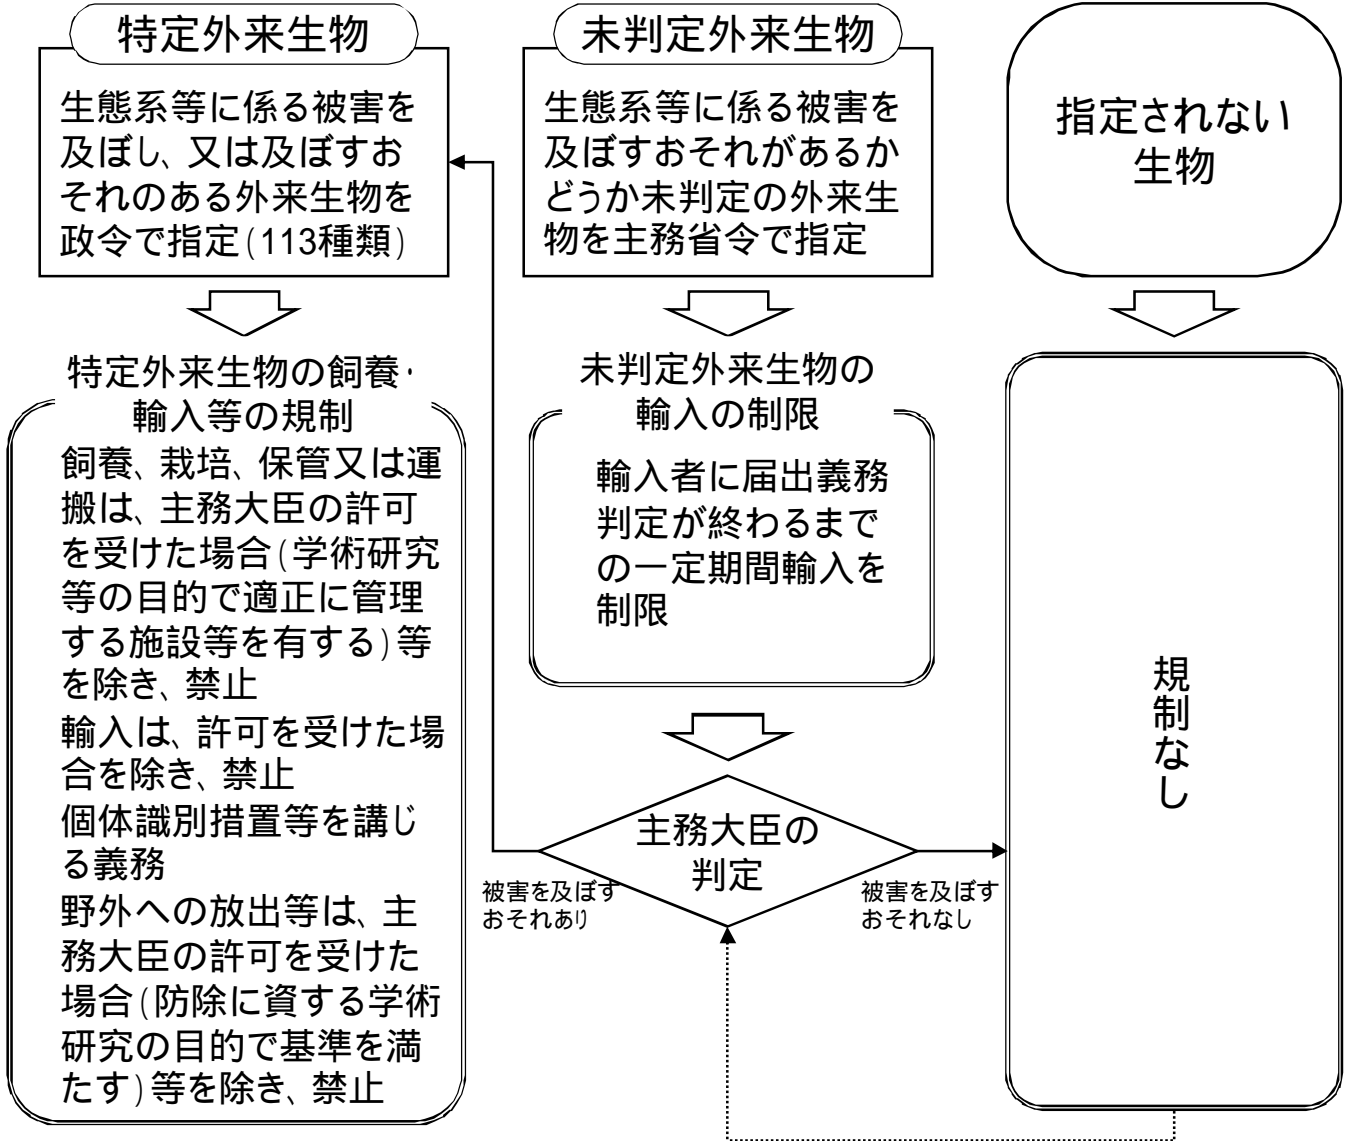 特定外来生物
生態系等に係る被害を
及ぼし、又は及ぼすお
それのある外来生物を
政令で指定(113種類)
特定外来生物の飼養・
輸入等の規制
飼養、栽培、保管又は運
搬は、主務大臣の許可
を受けた場合(学術研究
等の目的で適正に管理
する施設等を有する)等
を除き、禁止
輸入は、許可を受けた場
合を除き、禁止
個体識別措置等を講じ
る義務
野外への放出等は、主
務大臣の許可を受けた
場合(防除に資する学術
研究の目的で基準を満
たす)等を除き、禁止
未判定外来生物
生態系等に係る被害を
及ぼすおそれがあるか
どうか未判定の外来生
物を主務省令で指定
未判定外来生物の
輸入の制限
輸入者に届出義務
判定が終わるまで
の一定期間輸入を
制限
主務大臣の
判定
被害を及ぼす
おそれあり
被害を及ぼす
おそれなし
指定されない
生物
規制なし